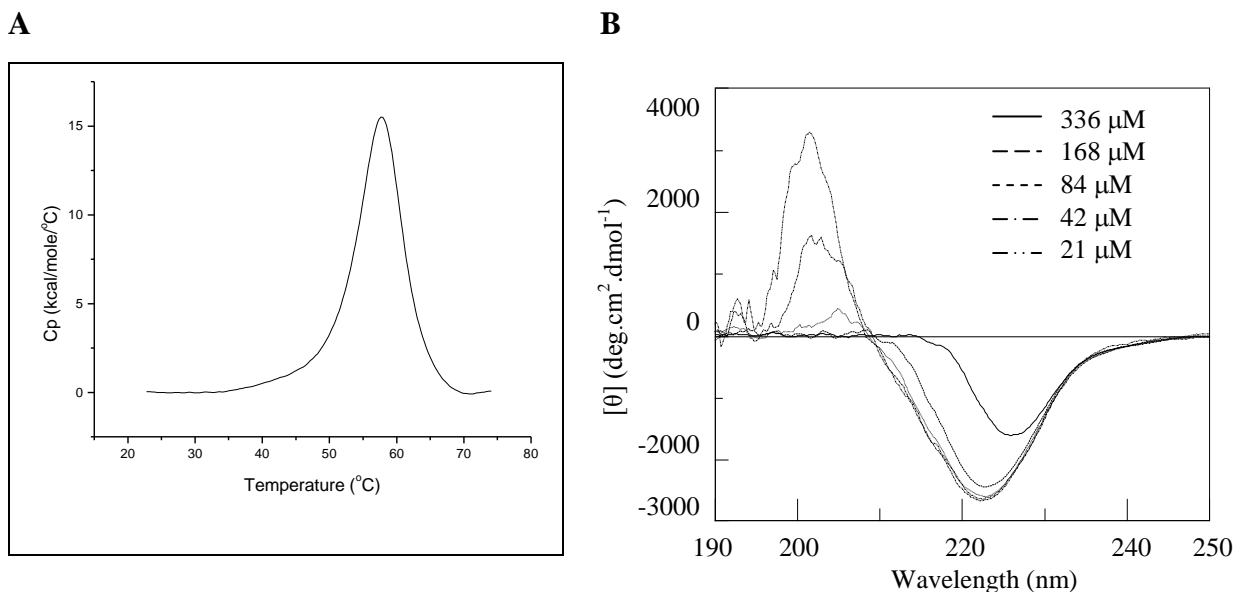 A
B
Cp (kcal/mole/°C)
15
10
5
0
20 30 40 50 60 70 80
Temperature (°C)
[θ] (deg.cm².dmol⁻¹)
4000
2000
0
-2000
-3000
336 µM
168 µM
84 µM
42 µM
21 µM
190 200 220 240 250
Wavelength (nm)